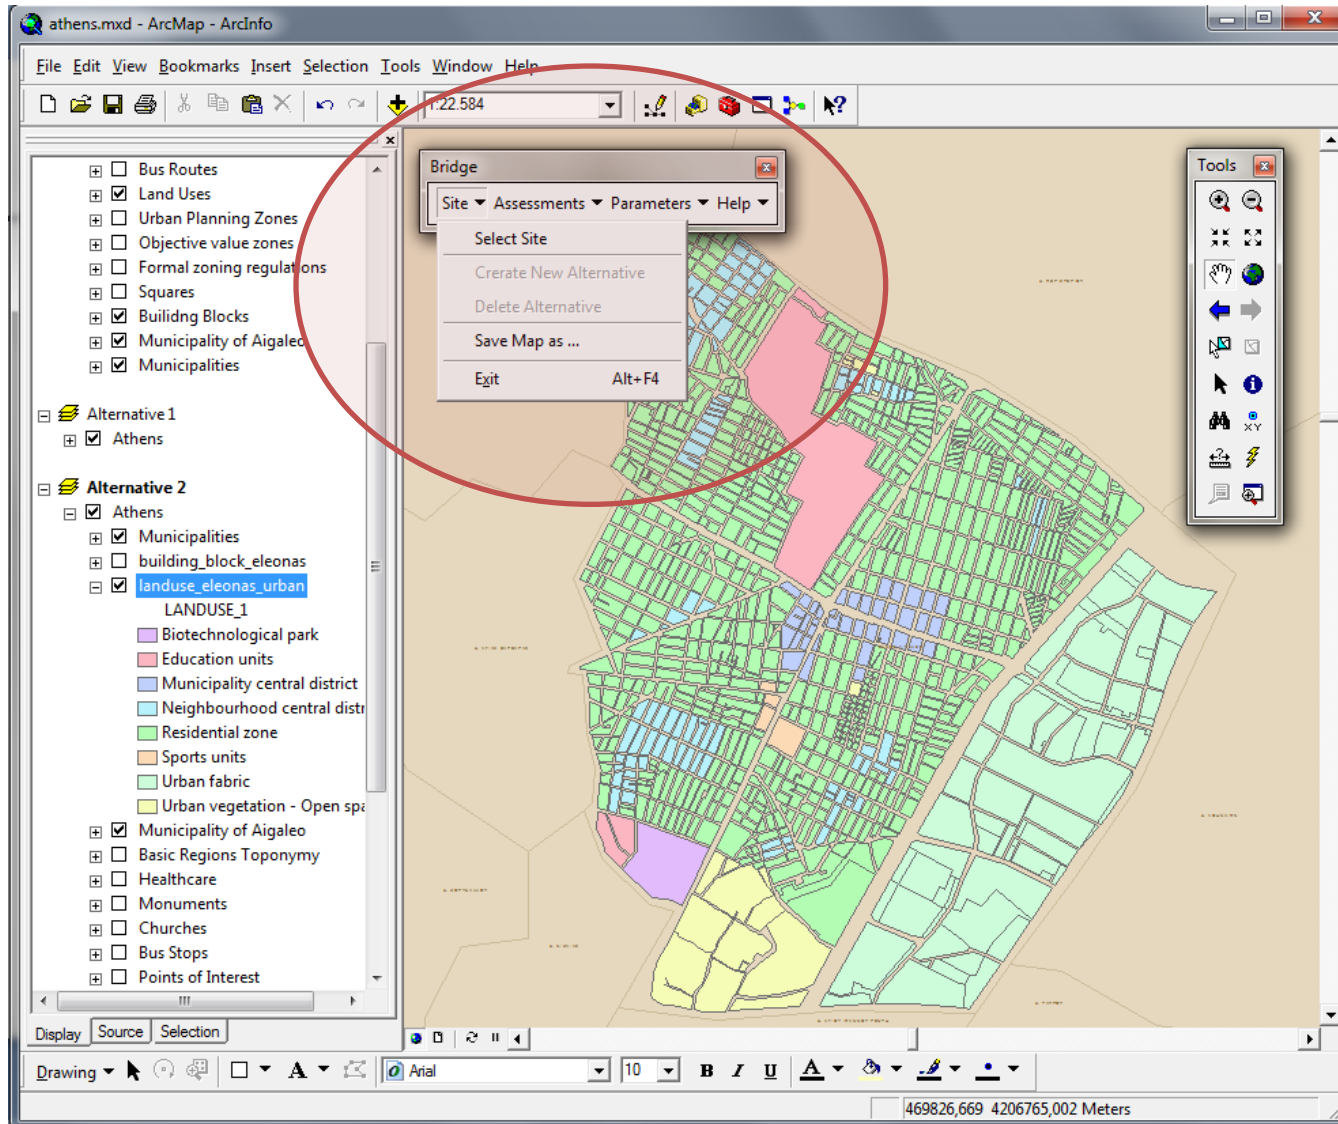 athens.mxd - ArcMap - ArcInfo
File Edit View Bookmarks Insert Selection Tools Window Help
1:22.584
Bus Routes
Land Uses
Urban Planning Zones
Objective value zones
Formal zoning regulations
Squares
Builidng Blocks
Municipality of Aigaleo
Municipalities
Alternative 1
Athens
Alternative 2
Athens
Municipalities
building_block_eleonas
landuse_eleonas_urban
LANDUSE_1
Biotechnological park
Education units
Municipality central district
Neighbourhood central distr
Residential zone
Sports units
Urban fabric
Urban vegetation - Open spa
Municipality of Aigaleo
Basic Regions Toponymy
Healthcare
Monuments
Churches
Bus Stops
Points of Interest
Display Source Selection
Bridge
Site Assessments Parameters Help
Select Site
Crerate New Alternative
Delete Alternative
Save Map as ...
Exit Alt+F4
Tools
XY
Drawing A Arial 10 B I U A
469826,669 4206765,002 Meters